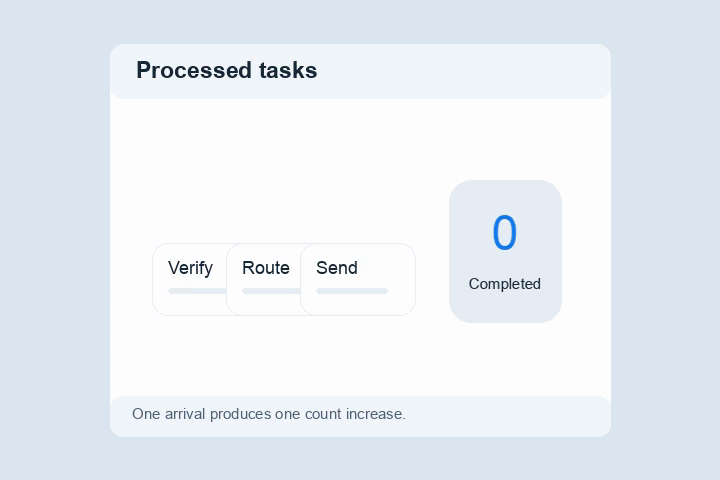 Processed tasks
Verify
Route
Send
0
Completed
One arrival produces one count increase.